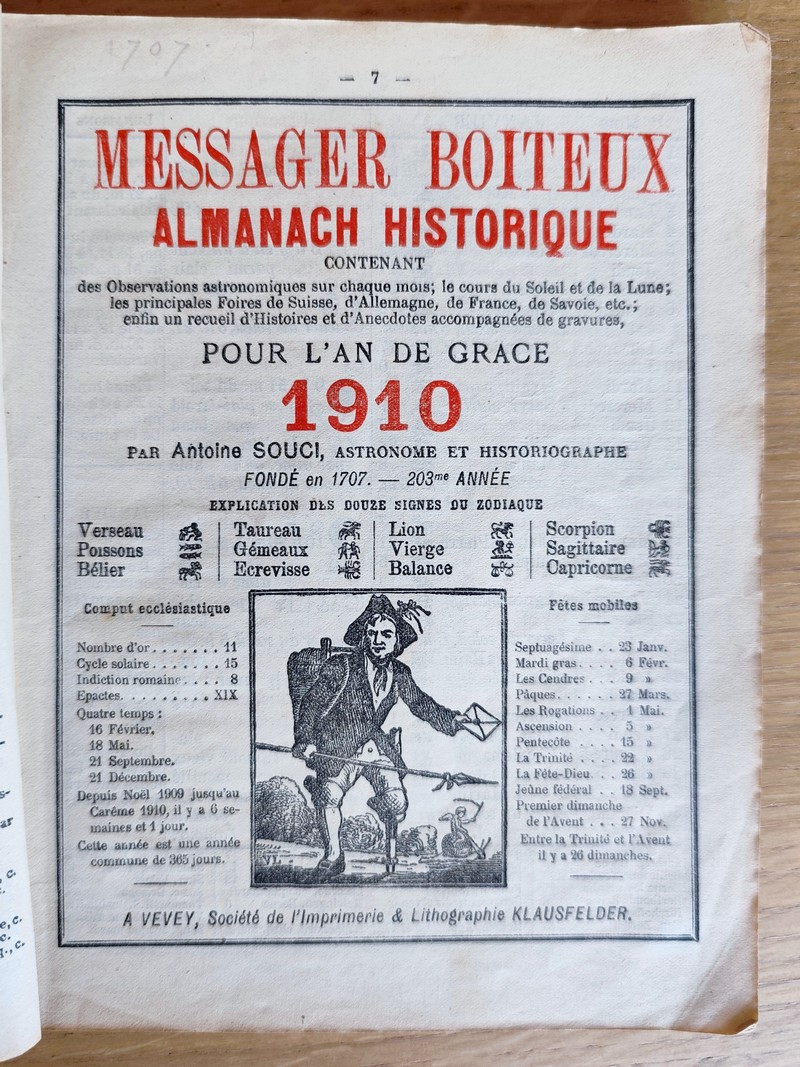 1707.
— 7 —
MESSAGER BOITEUX
ALMANACH HISTORIQUE
CONTENANT
des Observations astronomiques sur chaque mois; le cours du Soleil et de la Lune;
les principales Foires de Suisse, d'Allemagne, de France, de Savoie, etc.;
enfin un recueil d'Histoires et d'Anecdotes accompagnées de gravures,
POUR L'AN DE GRACE
1910
PAR Antoine SOUCI, ASTRONOME ET HISTORIOGRAPHE
FONDÉ en 1707. — 203me ANNÉE
EXPLICATION DES DOUZE SIGNES DU ZODIAQUE
Verseau
Poissons
Bélier
Taureau
Gémeaux
Ecrevisse
Lion
Vierge
Balance
Scorpion
Sagittaire
Capricorne
Comput ecclésiastique
Nombre d'or . . . . . . . 11
Cycle solaire . . . . . . . 15
Indiction romaine . . . . 8
Epactes. . . . . . . . . . XIX
Quatre temps :
16 Février.
18 Mai.
21 Septembre.
21 Décembre.
Depuis Noël 1909 jusqu'au
Carême 1910, il y a 6 se-
maines et 1 jour.
Cette année est une année
commune de 365 jours.
VL
Fêtes mobiles
Septuagésime . . 23 Janv.
Mardi gras. . . . 6 Févr.
Les Cendres . . . 9 »
Pâques. . . . . . 27 Mars.
Les Rogations . . 1 Mai.
Ascension . . . . 5 »
Pentecôte . . . . 15 »
La Trinité . . . . 22 »
La Fête-Dieu. . . 26 »
Jeûne fédéral . . 18 Sept.
Premier dimanche
de l'Avent . . . 27 Nov.
Entre la Trinité et l'Avent
il y a 26 dimanches.
A VEVEY, Société de l'Imprimerie & Lithographie KLAUSFELDER.